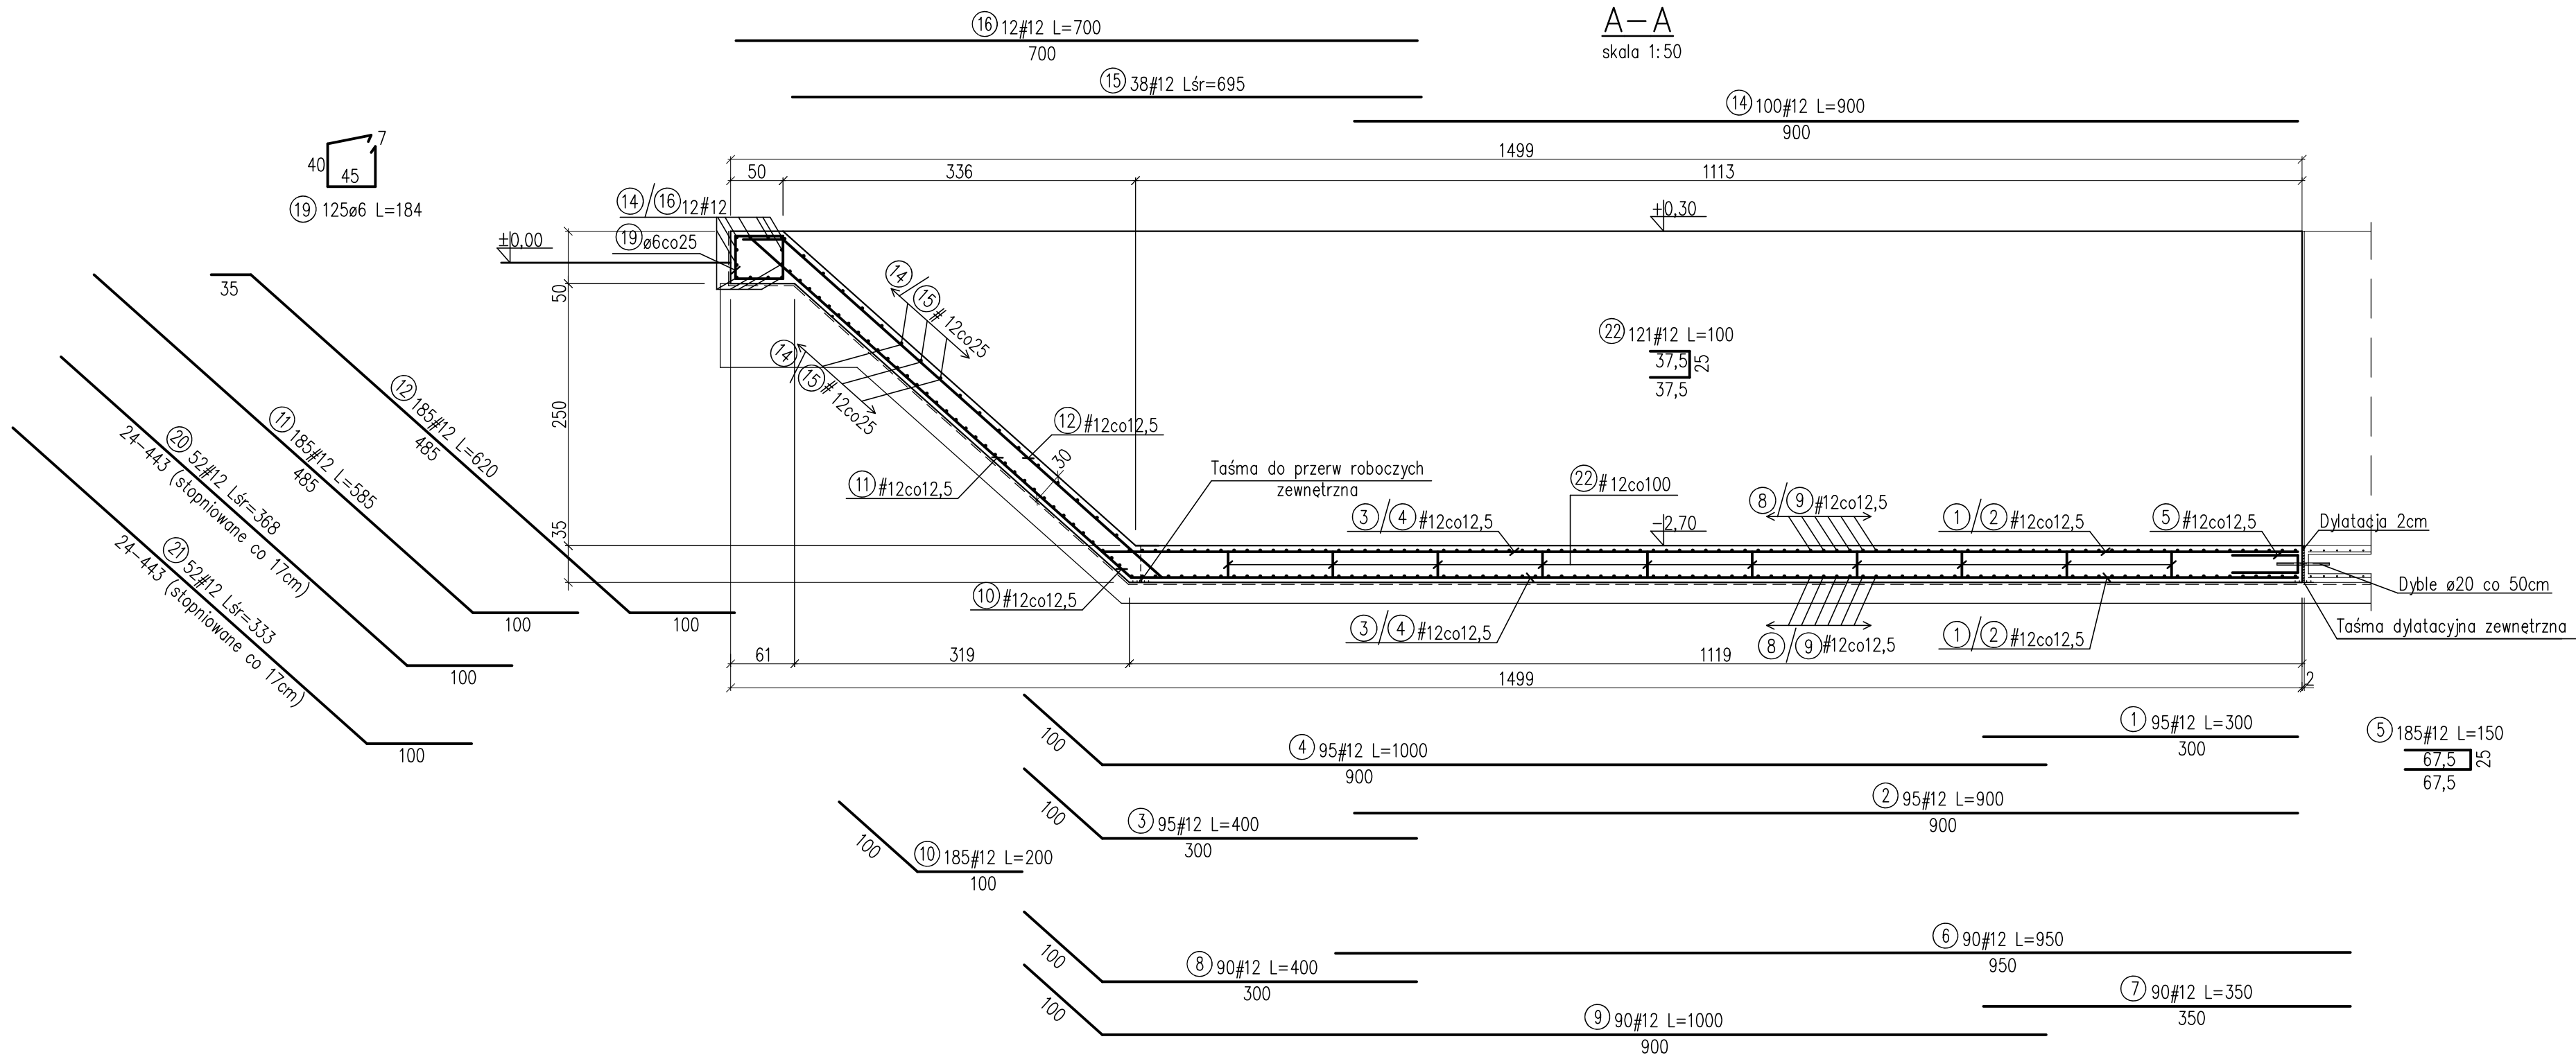 16 12#12 L=700
700
A-A
skala 1:50
15 38#12 Lśr=695
14 100#12 L=900
900
7
40
45
19 125ø6 L=184
1499
50
336
1113
14/16 12#12
19 ø6co25
±0,00
±0,30
35
50
250
35
14/15 #12co25
14/15 #12co25
22 121#12 L=100
37,5
25
37,5
12 185#12 L=620
485
100
11 185#12 L=585
485
100
20 52#12 Lśr=368
24-443 (stopniowane co 17cm)
100
21 52#12 Lśr=333
24-443 (stopniowane co 17cm)
100
12 #12co12,5
30
11 #12co12,5
Taśma do przerw roboczych
zewnętrzna
22 #12co100
3/4 #12co12,5
-2,70
8/9 #12co12,5
1/2 #12co12,5
5 #12co12,5
Dylatacja 2cm
10 #12co12,5
Dyble ø20 co 50cm
3/4 #12co12,5
8/9 #12co12,5
1/2 #12co12,5
Taśma dylatacyjna zewnetrzna
61
319
1119
1499
2
100
4 95#12 L=1000
900
1 95#12 L=300
300
5 185#12 L=150
67,5
25
67,5
100
3 95#12 L=400
300
2 95#12 L=900
900
100
10 185#12 L=200
100
100
8 90#12 L=400
300
6 90#12 L=950
950
100
9 90#12 L=1000
900
7 90#12 L=350
350